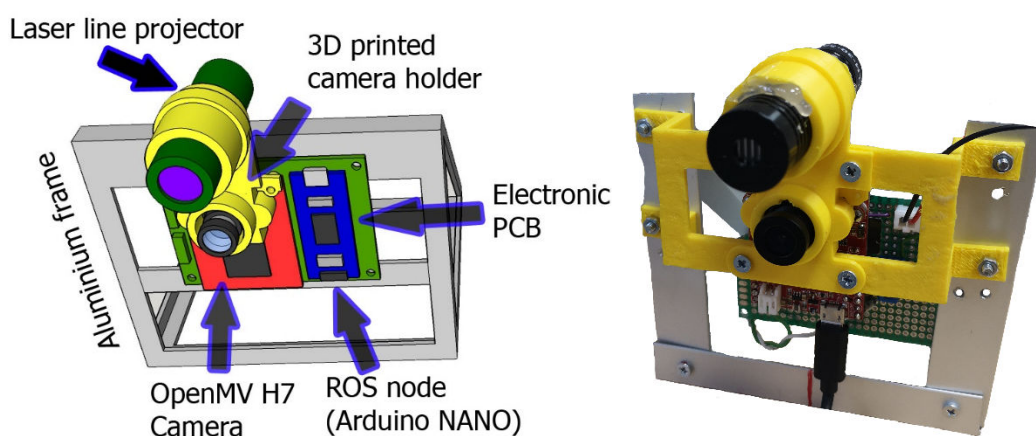 Laser line projector
3D printed
camera holder
Aluminium frame
Electronic
PCB
OpenMV H7
Camera
ROS node
(Arduino NANO)